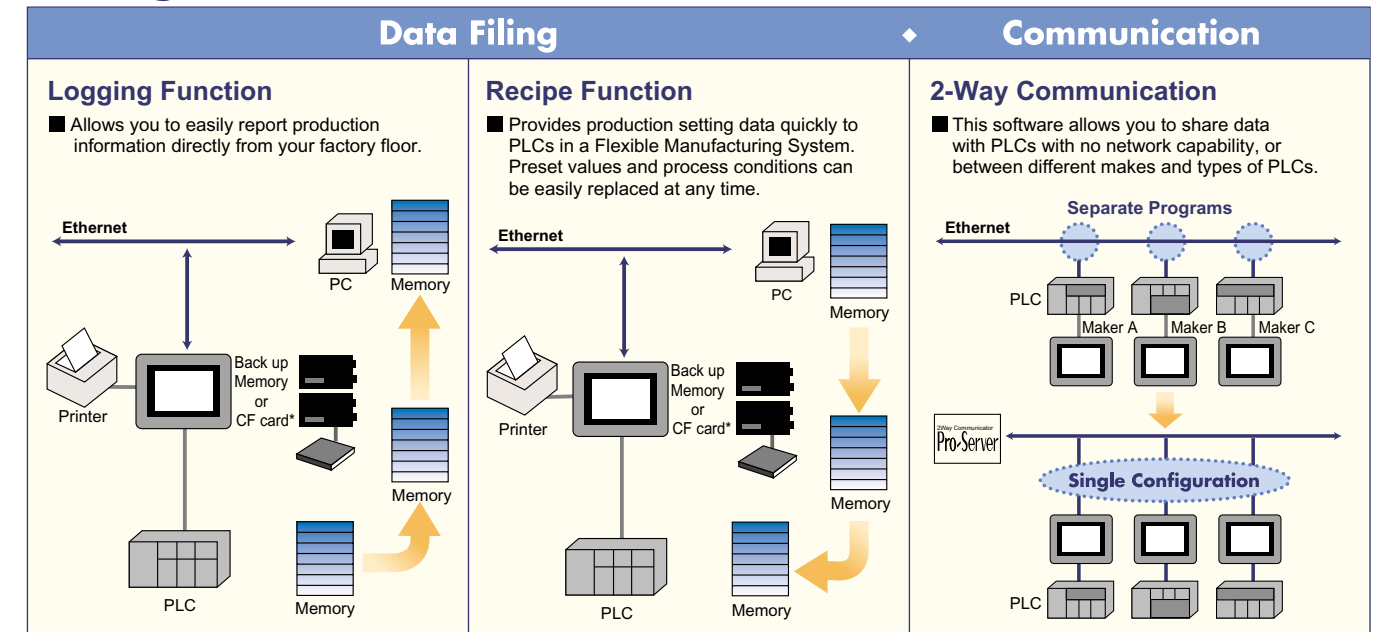 Data Filing ◆ Communication
Logging Function
■ Allows you to easily report production
information directly from your factory floor.
Ethernet
PC
Memory
Printer
Back up
Memory
or
CF card*
Memory
PLC
Memory
Recipe Function
■ Provides production setting data quickly to
PLCs in a Flexible Manufacturing System.
Preset values and process conditions can
be easily replaced at any time.
Ethernet
PC
Memory
Printer
Back up
Memory
or
CF card*
Memory
PLC
Memory
2-Way Communication
■ This software allows you to share data
with PLCs with no network capability, or
between different makes and types of PLCs.
Separate Programs
Ethernet
PLC
Maker A Maker B Maker C
2Way Communicator
Pro-Server
Single Configuration
PLC